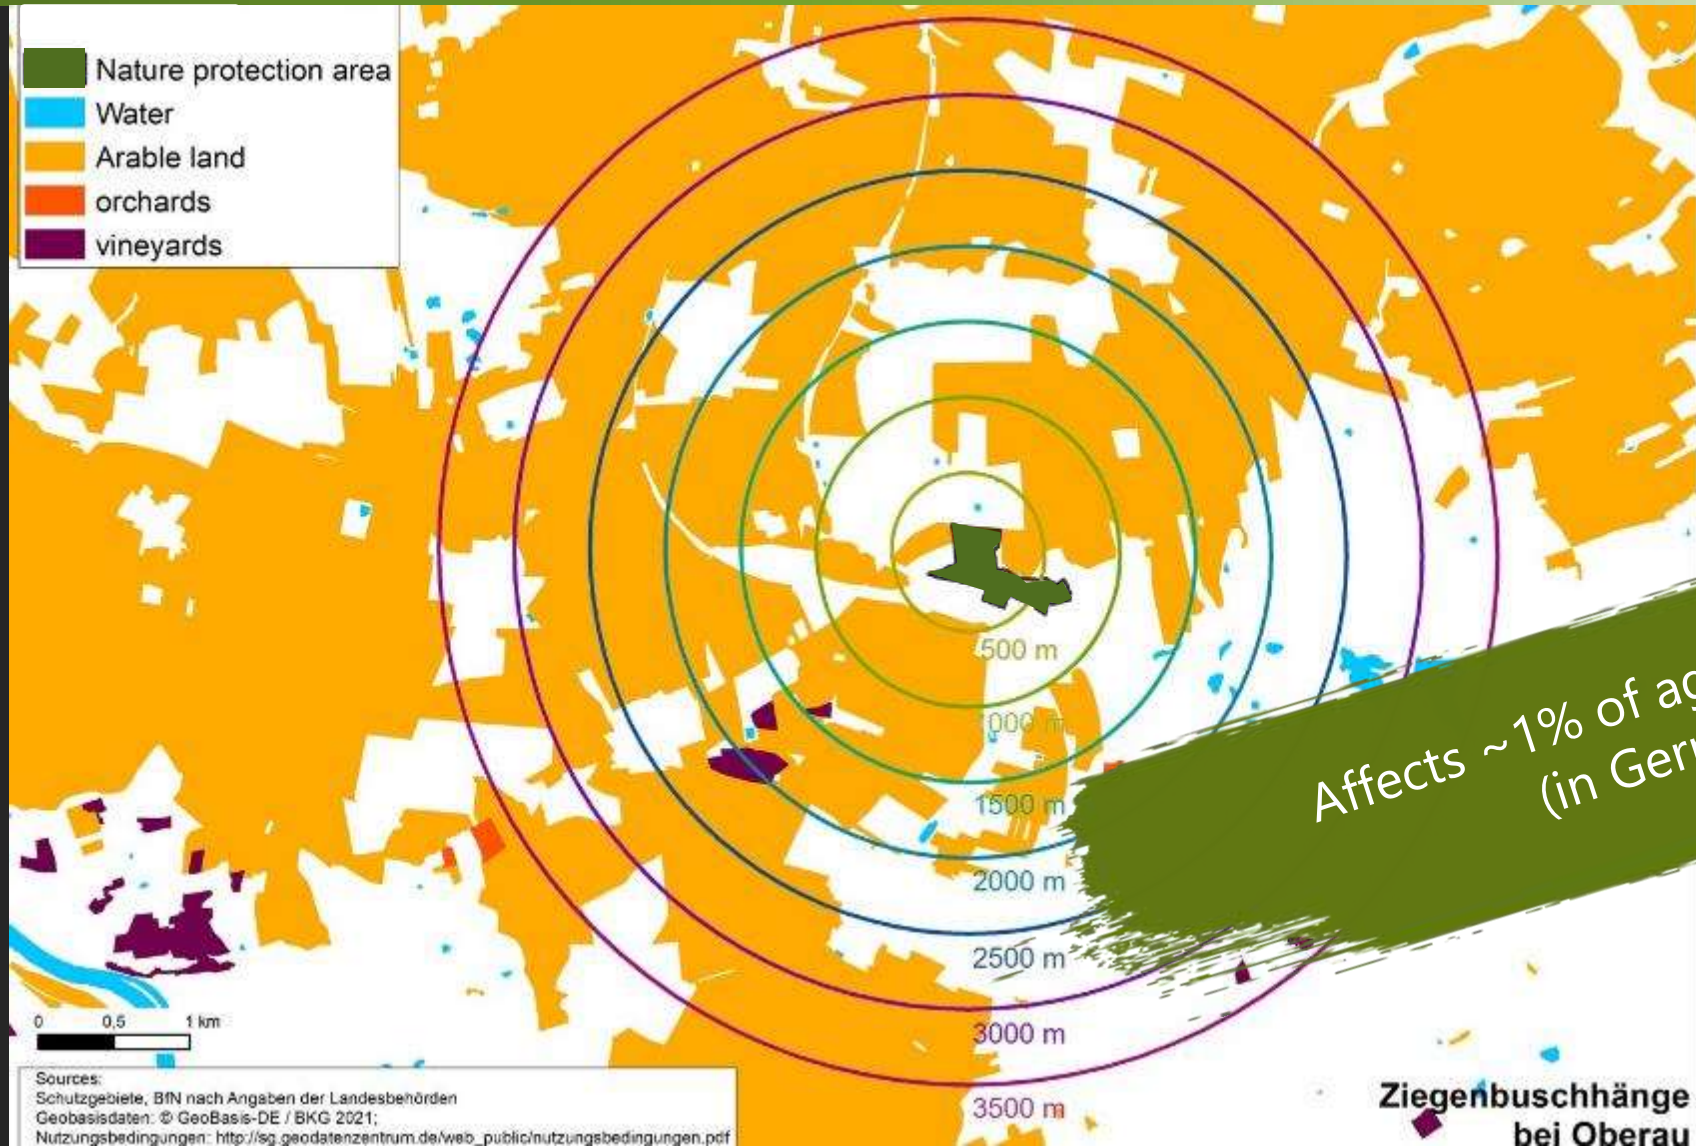 Nature protection area
Water
Arable land
orchards
vineyards
500 m
1500 m
2000 m
2500 m
3000 m
3500 m
Affects ~1% of
(in
0 0,5 1 km
Sources:
Schutzgebiete, BfN nach Angaben der Landesbehörden
Geobasisdaten: © GeoBasis-DE / BKG 2021;
Nutzungsbedingungen: http://sg.geodatenzentrum.de/web_public/nutzungsbedingungen.pdf
Ziegenbuschhänge
bei Oberau